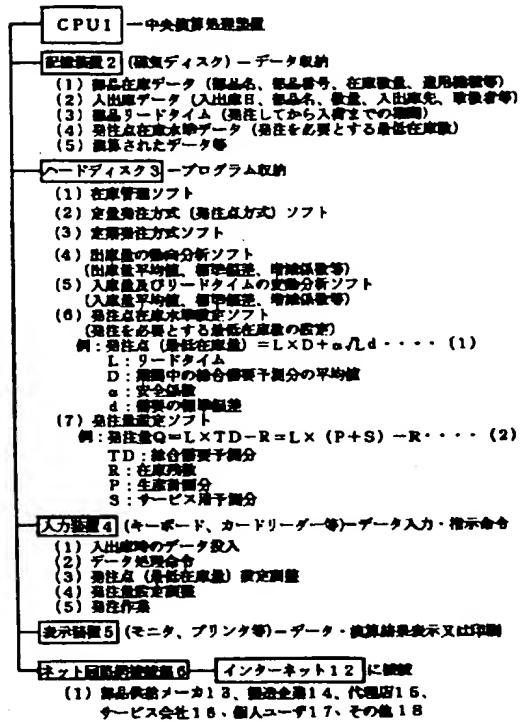 CPU1 ー中央演算処理装置
記憶装置2 (磁気ディスク)ーデータ収納
(1) 部品在庫データ (部品名、部品番号、在庫数量、適用機種等)
(2) 入出庫データ (入出庫日、部品名、数量、入出庫先、取扱者等)
(3) 部品リードタイム (発注してから入荷までの期間)
(4) 発注点在庫水準データ (発注を必要とする最低在庫数)
(5) 演算されたデータ等
ハードディスク3 ープログラム収納
(1) 在庫管理ソフト
(2) 定量発注方式 (発注点方式) ソフト
(3) 定期発注方式ソフト
(4) 出庫量の傾向分析ソフト
(出庫量平均値、標準偏差、増減係数等)
(5) 入庫量及びリードタイムの変動分析ソフト
(入庫量平均値、標準偏差、増減係数等)
(6) 発注点在庫水準設定ソフト
(発注を必要とする最低在庫数の設定)
例:発注点 (最低在庫量) =L×D+α√Ld・・・・ (1)
L:リードタイム
D:期間中の総合需要予測分の平均値
α:安全係数
d:需要の標準偏差
(7) 発注量設定ソフト
例:発注量Q=L×TD−R=L× (P+S) −R・・・・ (2)
TD:総合需要予測分
R:在庫残数
P:生産計画分
S:サービス用予測分
入力装置4 (キーボード、カードリーダー等)ーデータ入力・指示命令
(1) 入出庫時のデータ投入
(2) データ処理命令
(3) 発注点 (最低在庫量) 設定調整
(4) 発注量設定調整
(5) 発注作業
表示装置5 (モニタ、プリンタ等)ーデータ・演算結果表示又は印刷
ネット回路接続機6 インターネット12 に接続
(1) 部品供給メーカ13、製造企業14、代理店15、
サービス会社16、個人ユーザ17、その他18